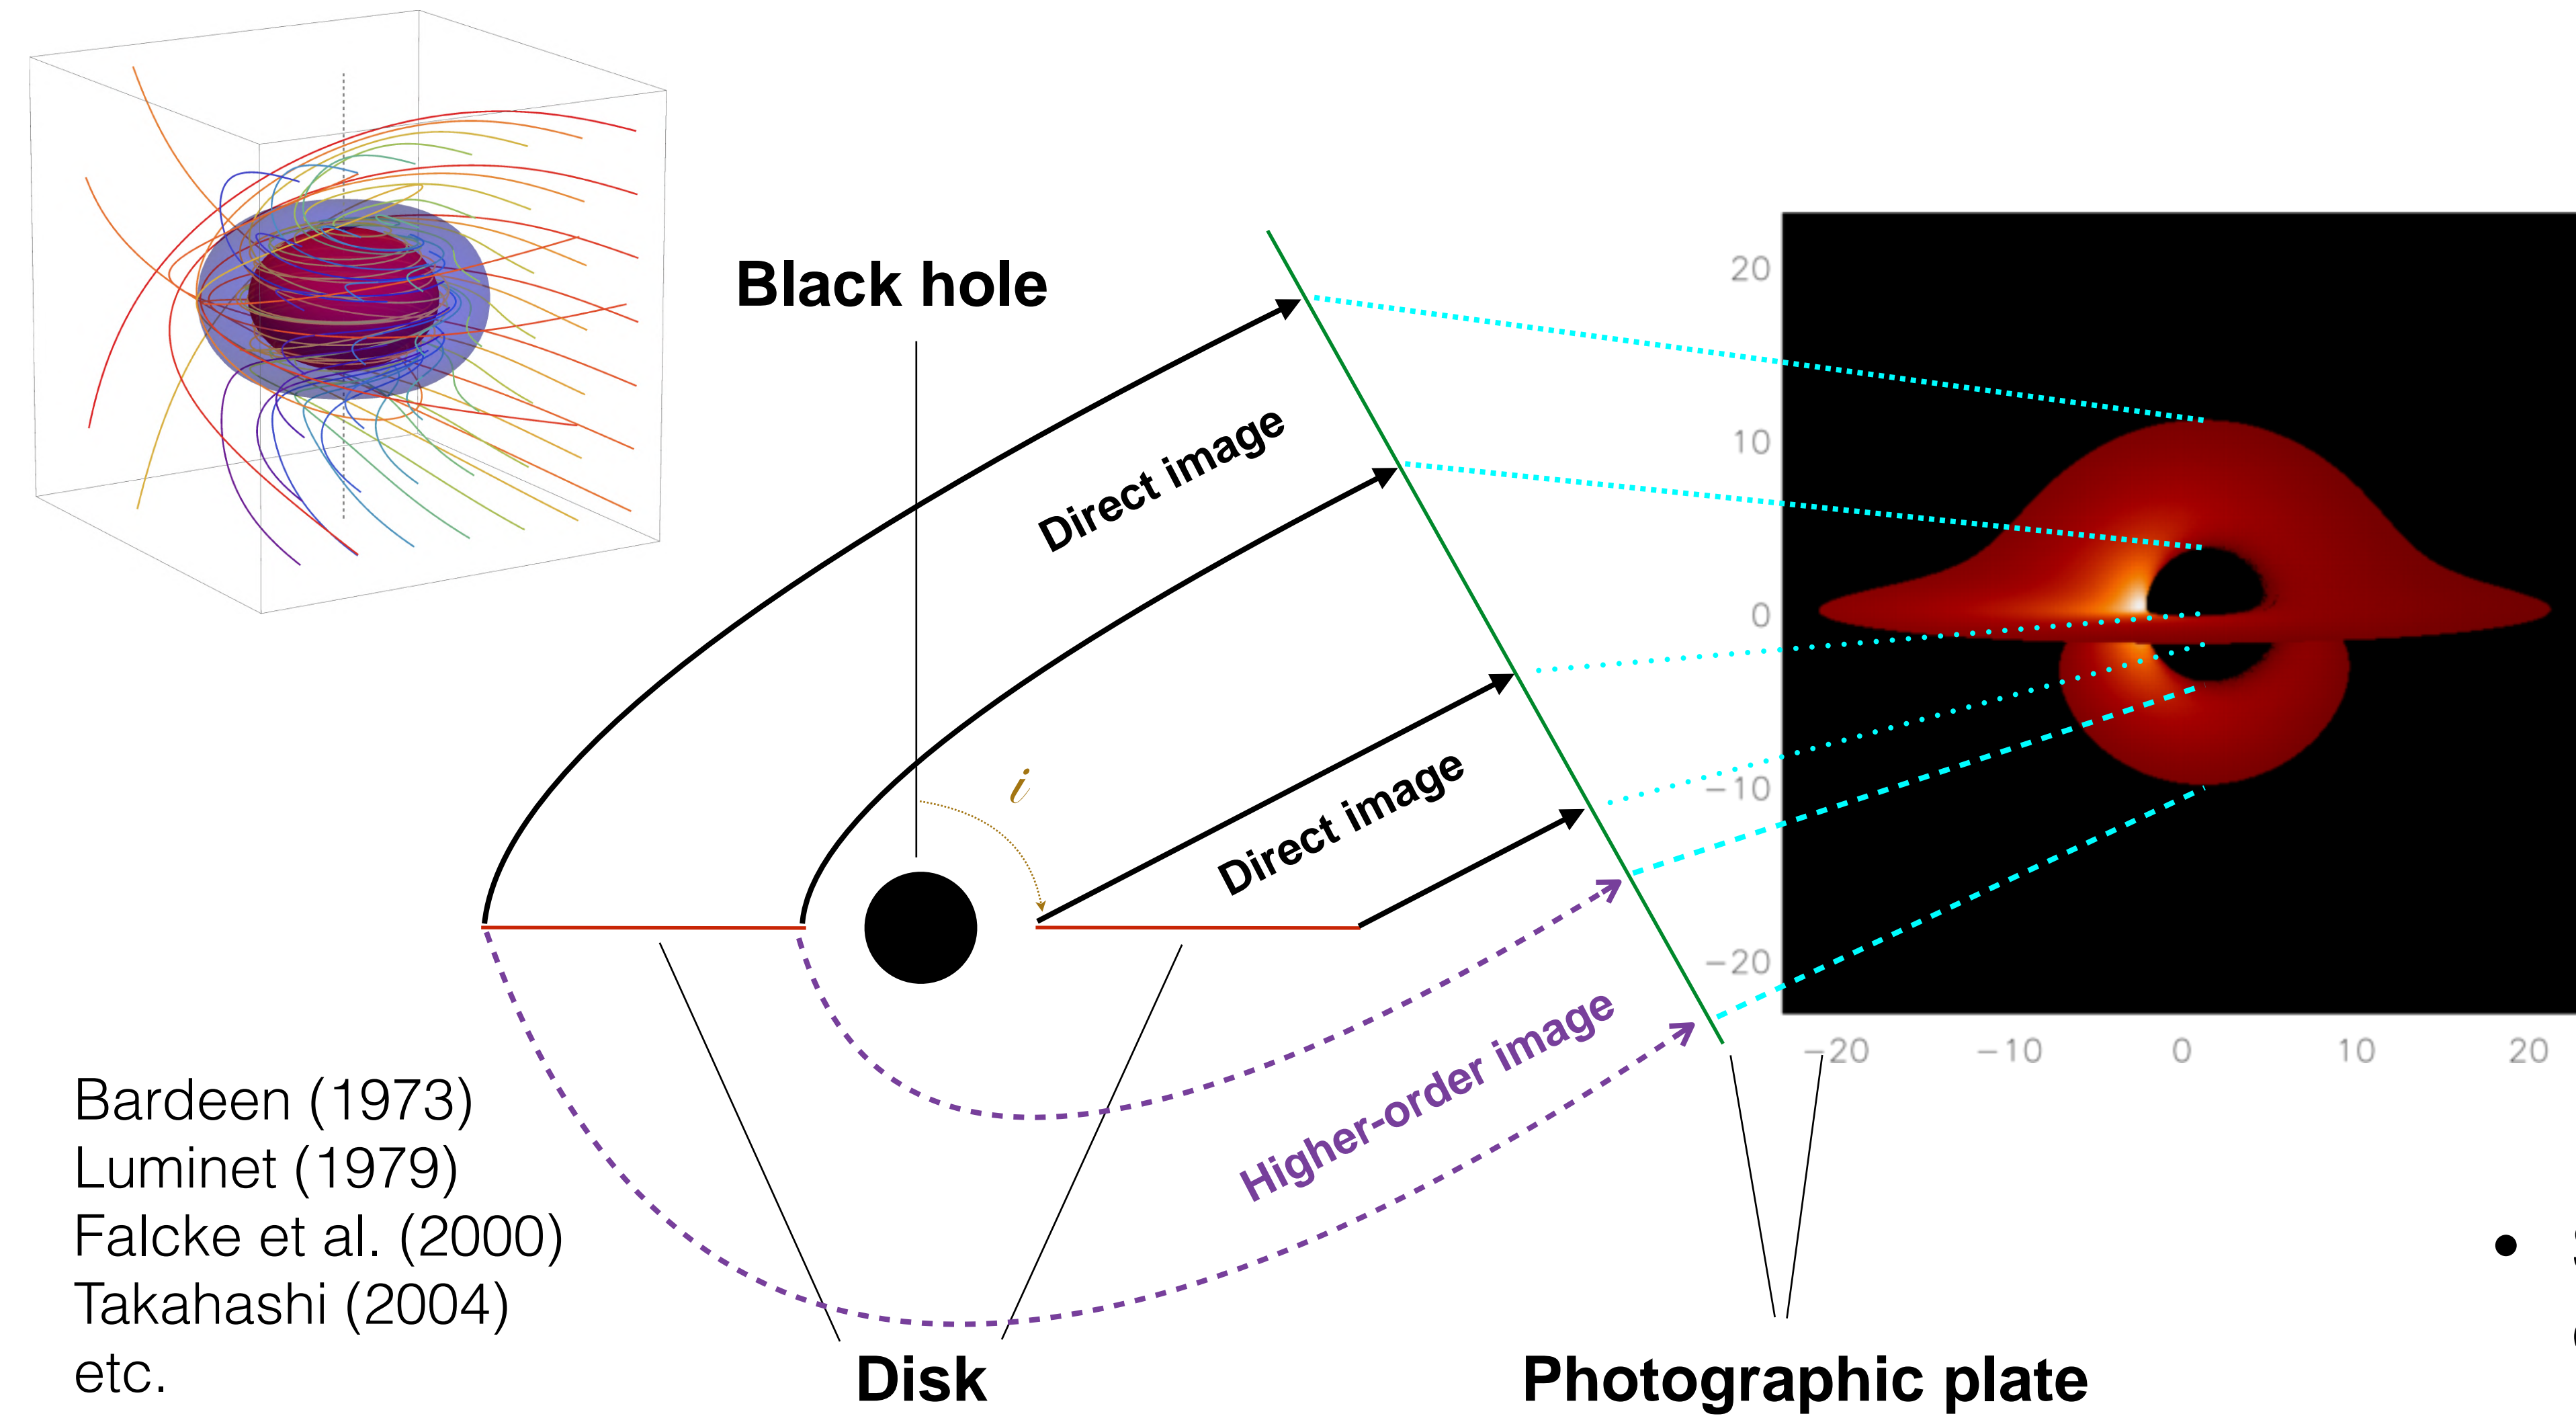 Black hole
Direct image
i
Direct image
Higher-order image
20
10
0
−10
−20
−20
−10
0
10
20
Bardeen (1973)
Luminet (1979)
Falcke et al. (2000)
Takahashi (2004)
etc.
Disk
Photographic plate
•